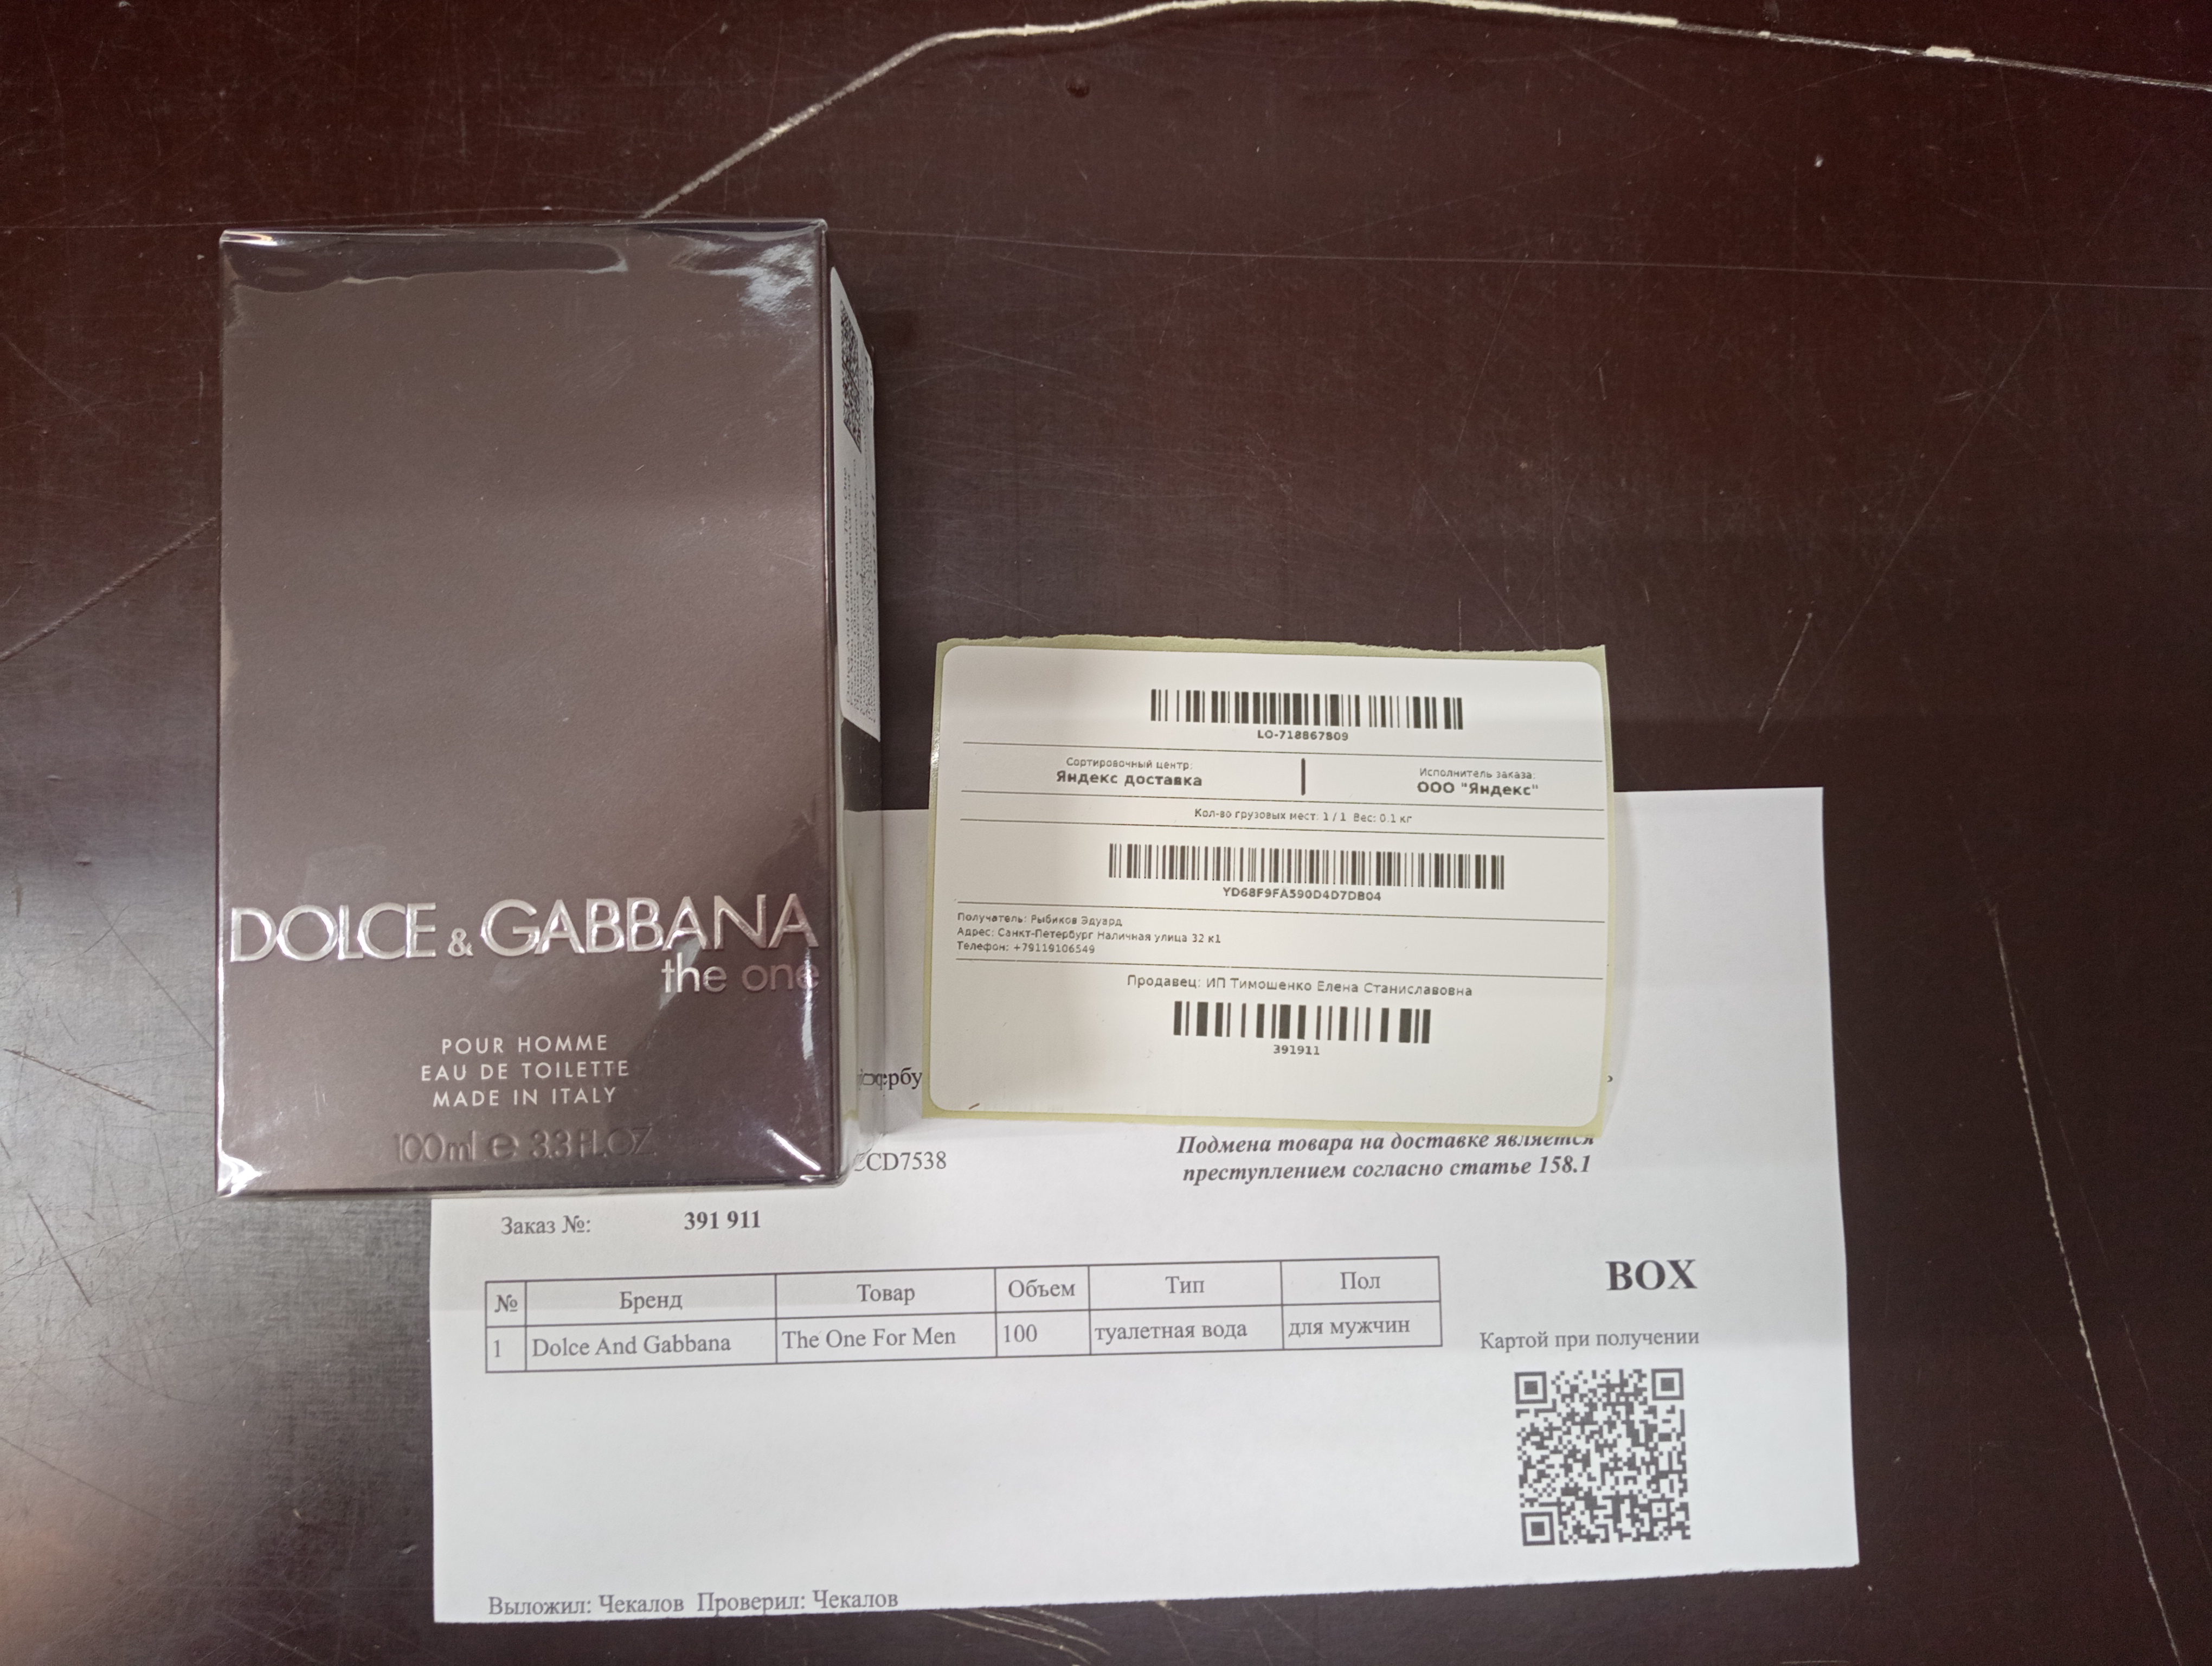 DOLCE & GABBANA
the one
POUR HOMME
EAU DE TOILETTE
MADE IN ITALY
100ml e 3.3 fl.oz
LO-718867809
Сортировочный центр:
Яндекс доставка
Исполнитель заказа:
ООО "Яндекс"
Кол-во грузовых мест: 1 / 1 Вес: 0.1 кг
YD68F9FA590D4D7DB04
Получатель: Рыбиков Эдуард
Адрес: Санкт-Петербург Наличная улица 32 к1
Телефон: +79119106549
Продавец: ИП Тимошенко Елена Станиславовна
391911
Подмена товара на доставке является
преступлением согласно статье 158.1
CD7538
Заказ №: 391 911
№ Бренд Товар Объем Тип Пол
1 Dolce And Gabbana The One For Men 100 туалетная вода для мужчин
BOX
Картой при получении
Выложил: Чекалов Проверил: Чекалов